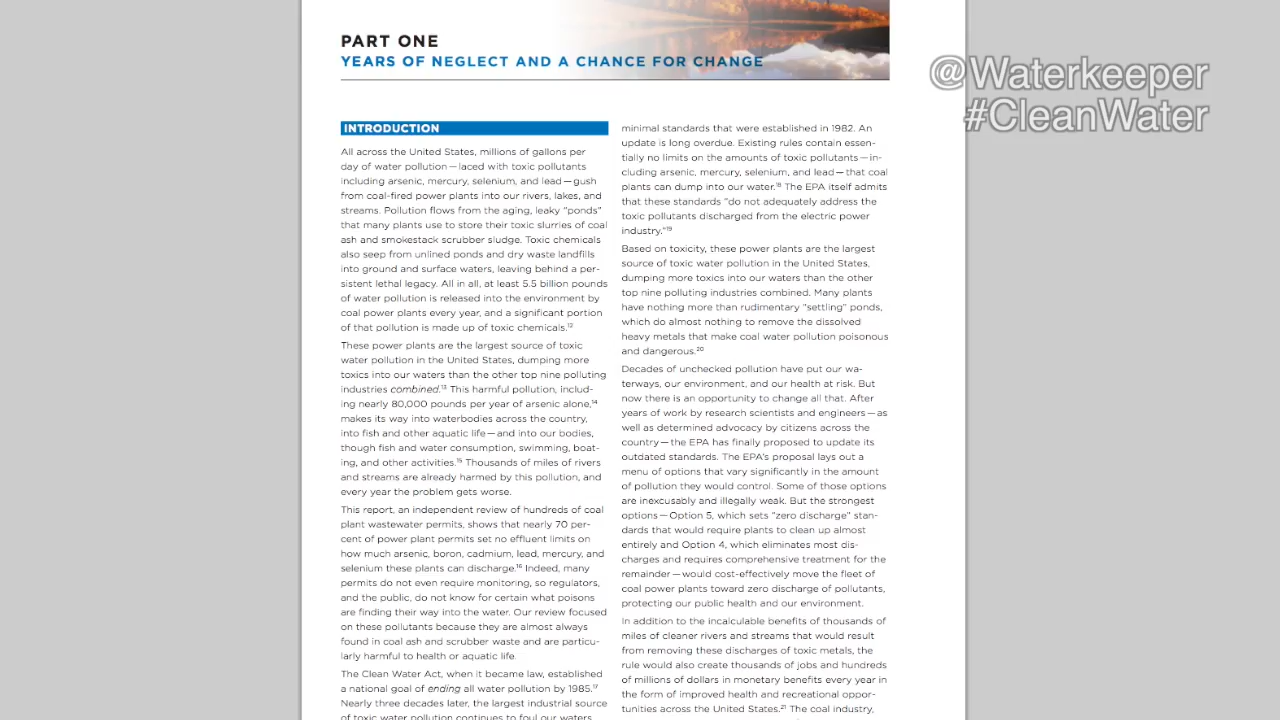 PART ONE
YEARS OF NEGLECT AND A CHANCE FOR CHANGE
@Waterkeeper
#CleanWater
INTRODUCTION
All across the United States, millions of gallons per
day of water pollution—laced with toxic pollutants
including arsenic, mercury, selenium, and lead—gush
from coal-fired power plants into our rivers, lakes, and
streams. Pollution flows from the aging, leaky “ponds”
that many plants use to store their toxic slurries of coal
ash and smokestack scrubber sludge. Toxic chemicals
also seep from unlined ponds and dry waste landfills
into ground and surface waters, leaving behind a per-
sistent lethal legacy. All in all, at least 5.5 billion pounds
of water pollution is released into the environment by
coal power plants every year, and a significant portion
of that pollution is made up of toxic chemicals.12
These power plants are the largest source of toxic
water pollution in the United States, dumping more
toxics into our waters than the other top nine polluting
industries combined.13 This harmful pollution, includ-
ing nearly 80,000 pounds per year of arsenic alone,14
makes its way into waterbodies across the country,
into fish and other aquatic life—and into our bodies,
though fish and water consumption, swimming, boat-
ing, and other activities.15 Thousands of miles of rivers
and streams are already harmed by this pollution, and
every year the problem gets worse.
This report, an independent review of hundreds of coal
plant wastewater permits, shows that nearly 70 per-
cent of power plant permits set no effluent limits on
how much arsenic, boron, cadmium, lead, mercury, and
selenium these plants can discharge.16 Indeed, many
permits do not even require monitoring, so regulators,
and the public, do not know for certain what poisons
are finding their way into the water. Our review focused
on these pollutants because they are almost always
found in coal ash and scrubber waste and are particu-
larly harmful to health or aquatic life.
The Clean Water Act, when it became law, established
a national goal of ending all water pollution by 1985.17
Nearly three decades later, the largest industrial source
of toxic water pollution continues to foul our waters
minimal standards that were established in 1982. An
update is long overdue. Existing rules contain essen-
tially no limits on the amounts of toxic pollutants—in-
cluding arsenic, mercury, selenium, and lead—that coal
plants can dump into our water.18 The EPA itself admits
that these standards “do not adequately address the
toxic pollutants discharged from the electric power
industry.”19
Based on toxicity, these power plants are the largest
source of toxic water pollution in the United States,
dumping more toxics into our waters than the other
top nine polluting industries combined. Many plants
have nothing more than rudimentary “settling” ponds,
which do almost nothing to remove the dissolved
heavy metals that make coal water pollution poisonous
and dangerous.20
Decades of unchecked pollution have put our wa-
terways, our environment, and our health at risk. But
now there is an opportunity to change all that. After
years of work by research scientists and engineers—as
well as determined advocacy by citizens across the
country—the EPA has finally proposed to update its
outdated standards. The EPA’s proposal lays out a
menu of options that vary significantly in the amount
of pollution they would control. Some of those options
are inexcusably and illegally weak. But the strongest
options—Option 5, which sets “zero discharge” stan-
dards that would require plants to clean up almost
entirely and Option 4, which eliminates most dis-
charges and requires comprehensive treatment for the
remainder—would cost-effectively move the fleet of
coal power plants toward zero discharge of pollutants,
protecting our public health and our environment.
In addition to the incalculable benefits of thousands of
miles of cleaner rivers and streams that would result
from removing these discharges of toxic metals, the
rule would also create thousands of jobs and hundreds
of millions of dollars in monetary benefits every year in
the form of improved health and recreational oppor-
tunities across the United States.21 The coal industry,